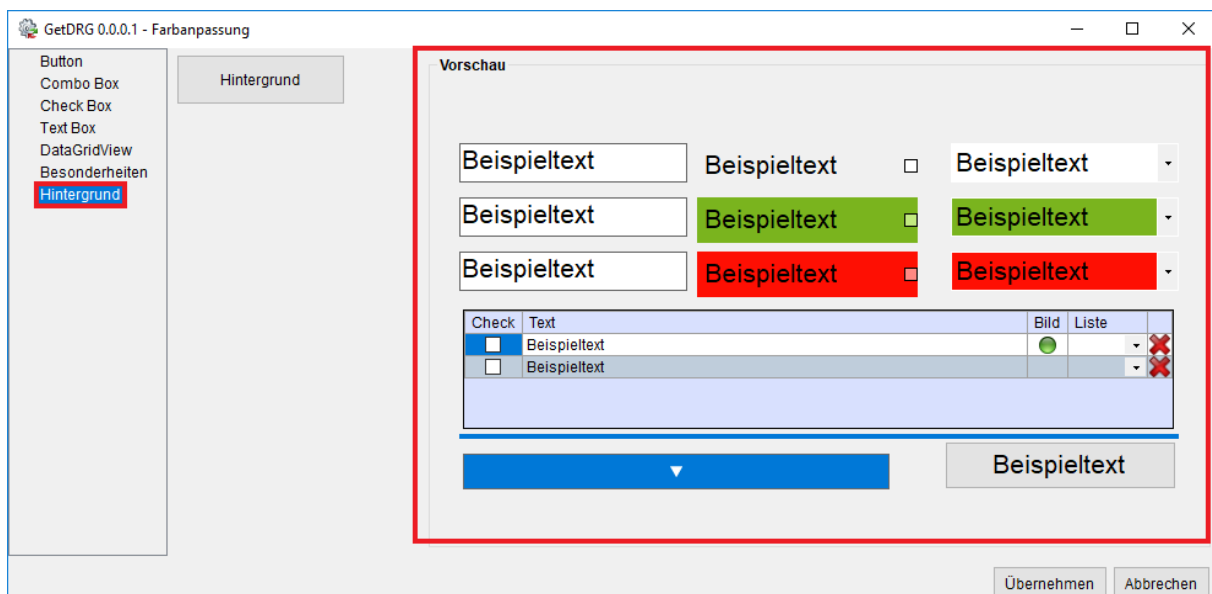 GetDRG 0.0.0.1 - Farbanpassung
Button
Combo Box
Check Box
Text Box
DataGridView
Besonderheiten
Hintergrund
Hintergrund
Vorschau
Beispieltext Beispieltext Beispieltext
Beispieltext Beispieltext Beispieltext
Beispieltext Beispieltext Beispieltext
Check Text Bild Liste
Beispieltext
Beispieltext
Beispieltext
Übernehmen Abbrechen